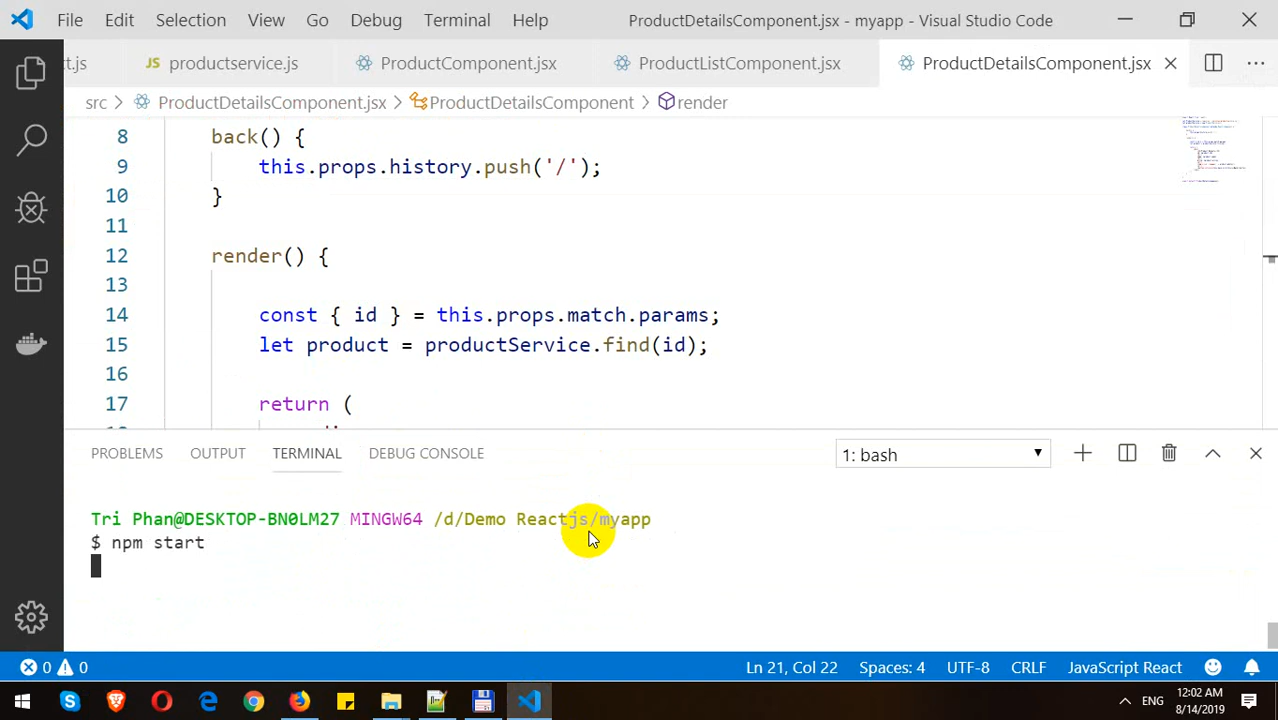 File Edit Selection View Go Debug Terminal Help ProductDetailsComponent.jsx - myapp - Visual Studio Code
t.js JS productservice.js ProductComponent.jsx ProductListComponent.jsx ProductDetailsComponent.jsx
src > ProductDetailsComponent.jsx > ProductDetailsComponent > render
8 back() {
9 this.props.history.push('/');
10 }
11
12 render() {
13
14 const { id } = this.props.match.params;
15 let product = productService.find(id);
16
17 return (
PROBLEMS OUTPUT TERMINAL DEBUG CONSOLE 1: bash
Tri Phan@DESKTOP-BN0LM27 MINGW64 /d/Demo Reactjs/myapp
$ npm start
0 0 Ln 21, Col 22 Spaces: 4 UTF-8 CRLF JavaScript React
ENG 12:02 AM
8/14/2019